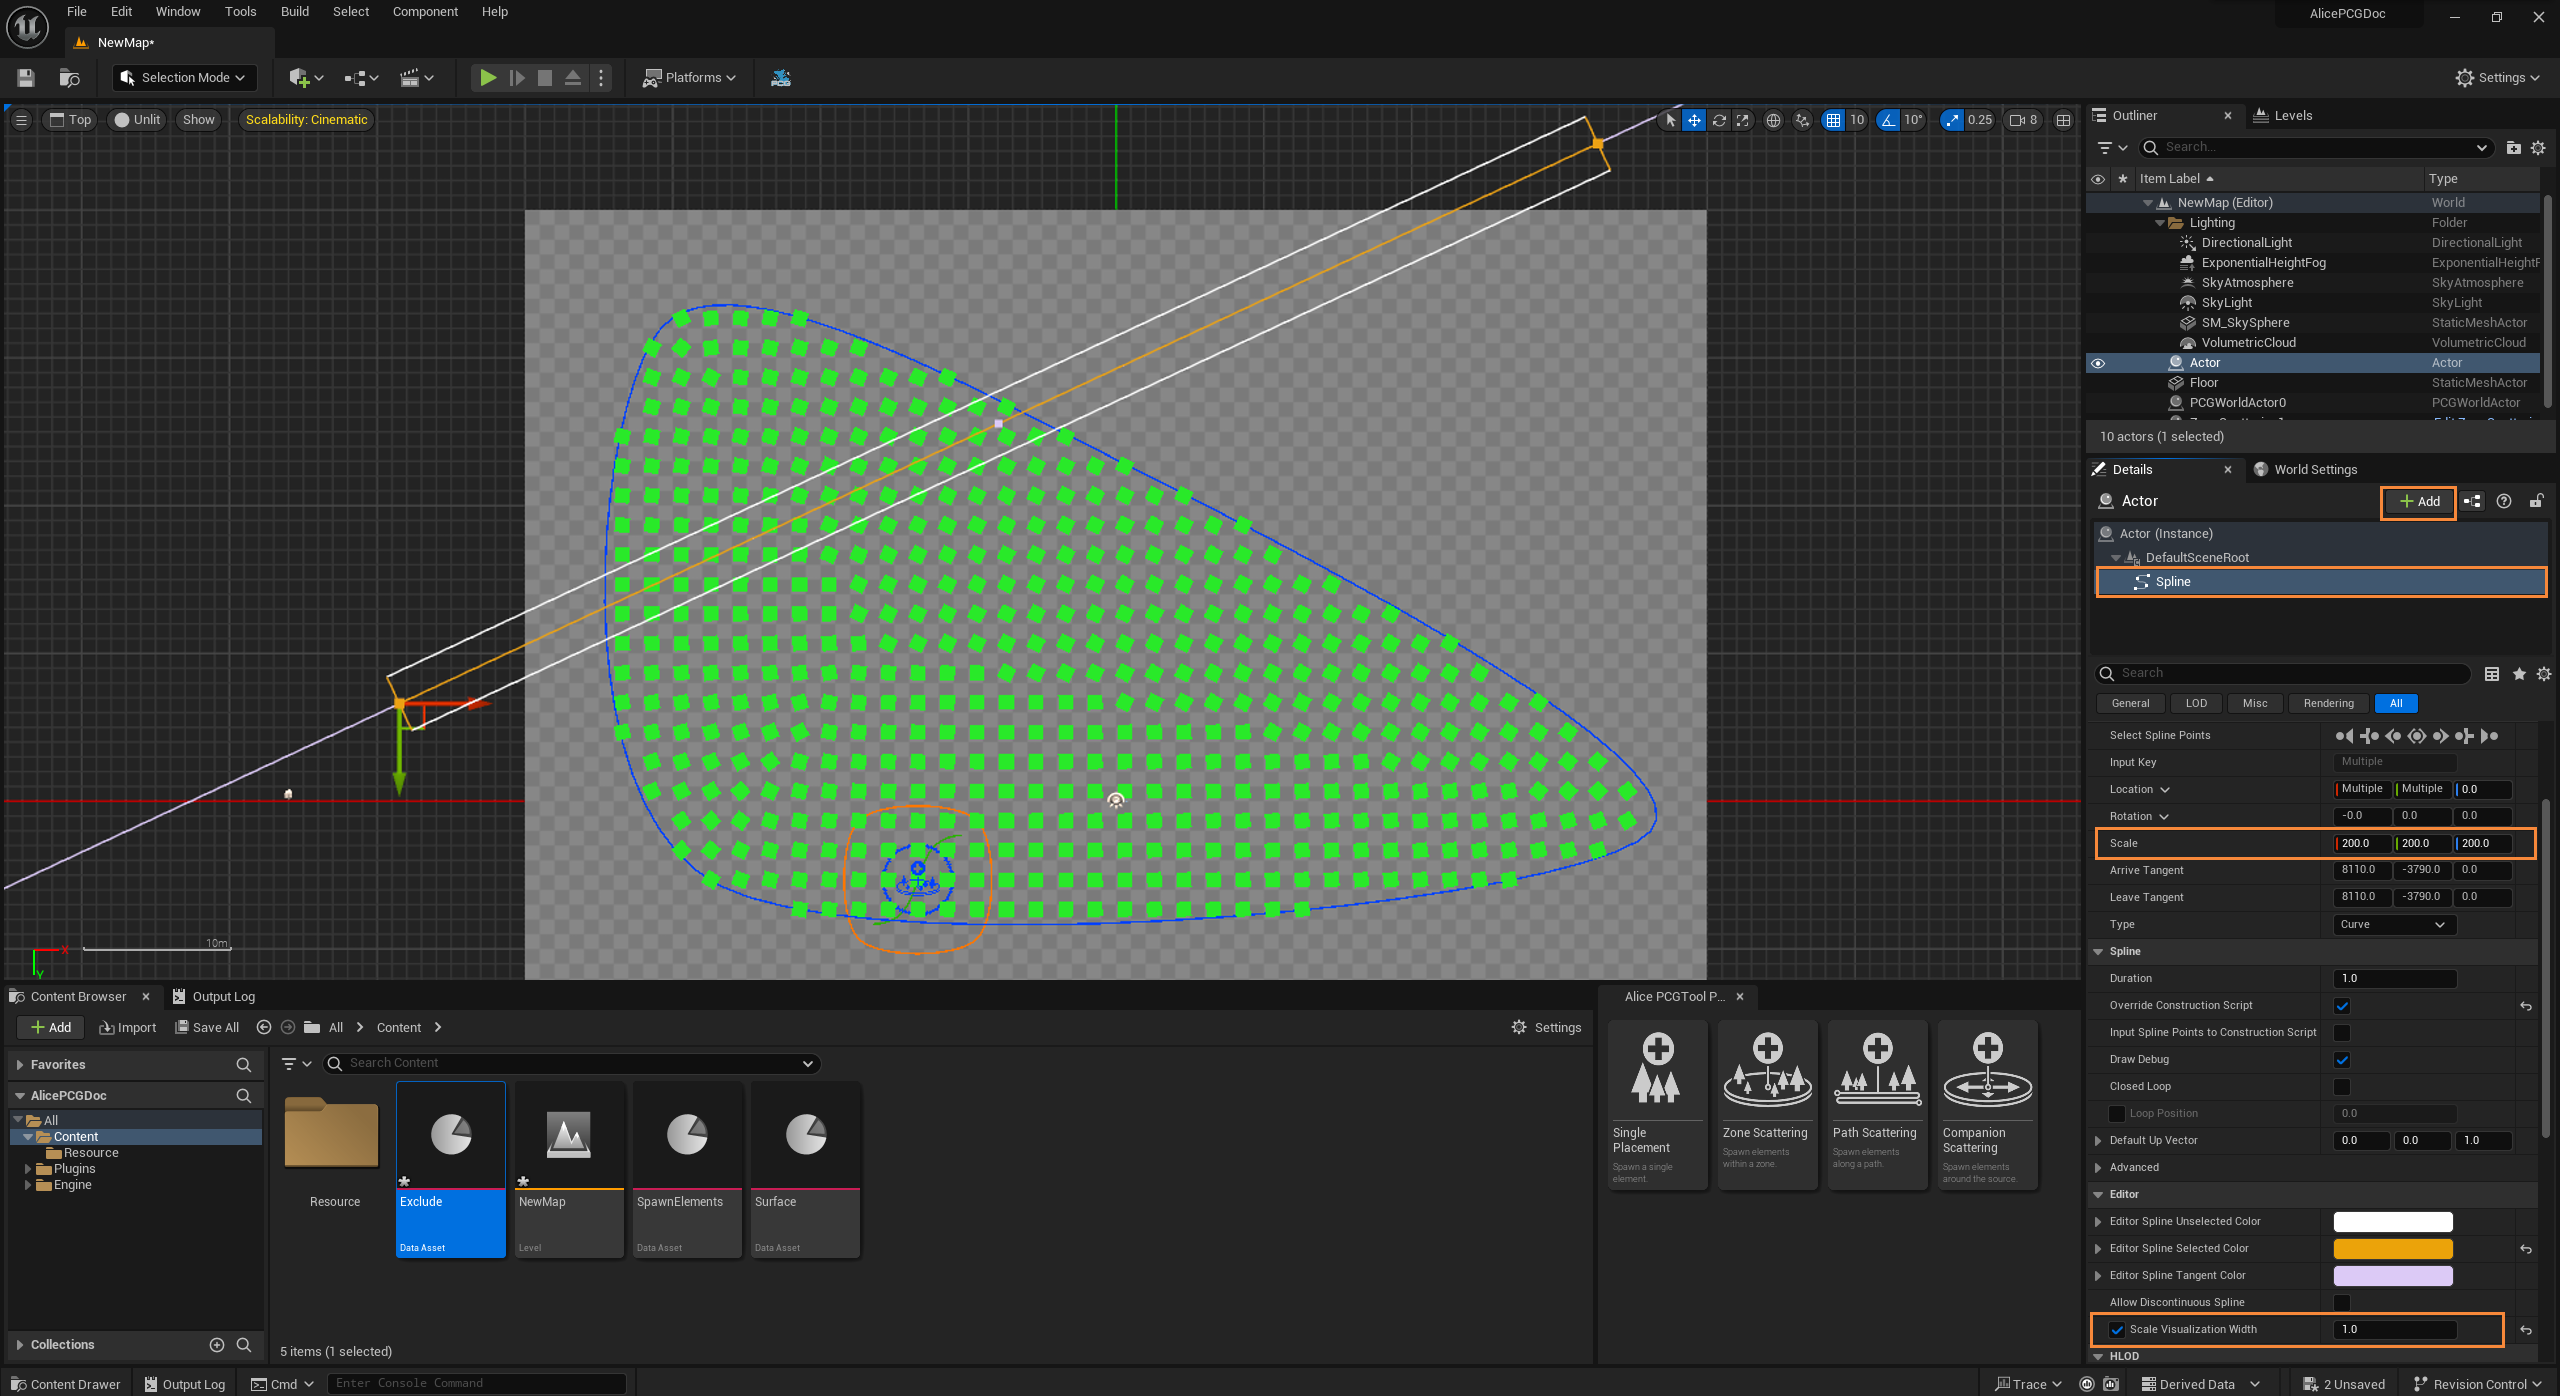 File Edit Window Tools Build Select Component Help
AlicePCGDoc
NewMap*
Selection Mode
Platforms
Settings
Top Unlit Show Scalability: Cinematic
10 10° 0.25 8
X
Y
10m
Outliner
Levels
Search...
Item Label Type
NewMap (Editor) World
Lighting Folder
DirectionalLight DirectionalLight
ExponentialHeightFog ExponentialHeightF
SkyAtmosphere SkyAtmosphere
SkyLight SkyLight
SM_SkySphere StaticMeshActor
VolumetricCloud VolumetricCloud
Actor Actor
Floor StaticMeshActor
PCGWorldActor0 PCGWorldActor
10 actors (1 selected)
Details
World Settings
Actor
Add
Actor (Instance)
DefaultSceneRoot
Spline
Search
General LOD Misc Rendering All
Select Spline Points
Input Key Multiple
Location Multiple Multiple 0.0
Rotation -0.0 0.0 0.0
Scale 200.0 200.0 200.0
Arrive Tangent 8110.0 -3790.0 0.0
Leave Tangent 8110.0 -3790.0 0.0
Type Curve
Spline
Duration 1.0
Override Construction Script
Input Spline Points to Construction Script
Draw Debug
Closed Loop
Loop Position 0.0
Default Up Vector 0.0 0.0 1.0
Advanced
Editor
Editor Spline Unselected Color
Editor Spline Selected Color
Editor Spline Tangent Color
Allow Discontinuous Spline
Scale Visualization Width 1.0
HLOD
Content Browser
Output Log
Add Import Save All All Content
Settings
Favorites
AlicePCGDoc
All
Content
Resource
Plugins
Engine
Collections
Search Content
Resource
Exclude
Data Asset
NewMap
Level
SpawnElements
Data Asset
Surface
Data Asset
5 items (1 selected)
Alice PCGTool P...
Single
Placement
Spawn a single
element.
Zone Scattering
Spawn elements
within a zone.
Path Scattering
Spawn elements
along a path.
Companion
Scattering
Spawn elements
around the source.
Content Drawer Output Log Cmd Enter Console Command
Trace Derived Data 2 Unsaved Revision Control